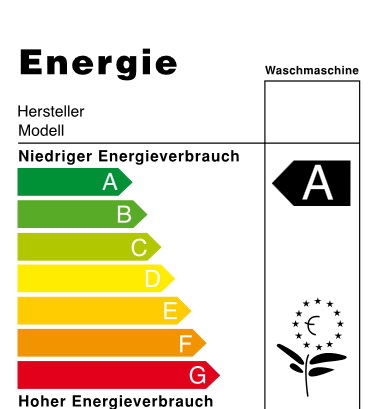 Energie
Waschmaschine
Hersteller
Modell
Niedriger Energieverbrauch
A
A
B
C
D
E
F
G
Hoher Energieverbrauch